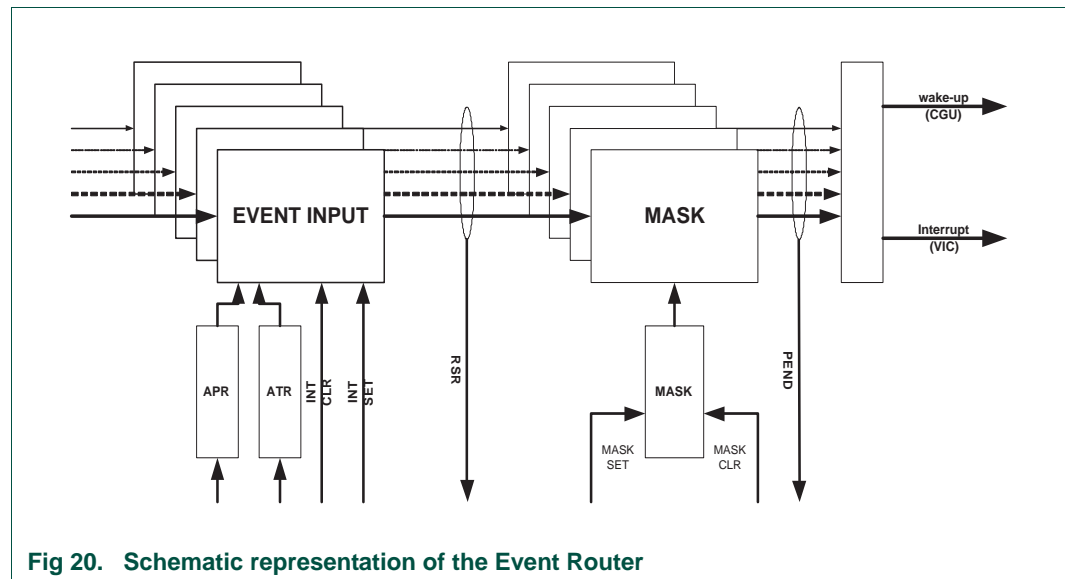 wake-up
(CGU)
EVENT INPUT
MASK
Interrupt
(VIC)
APR
ATR
INT
CLR
INT
SET
RSR
MASK
PEND
MASK
SET
MASK
CLR
Fig 20. Schematic representation of the Event Router